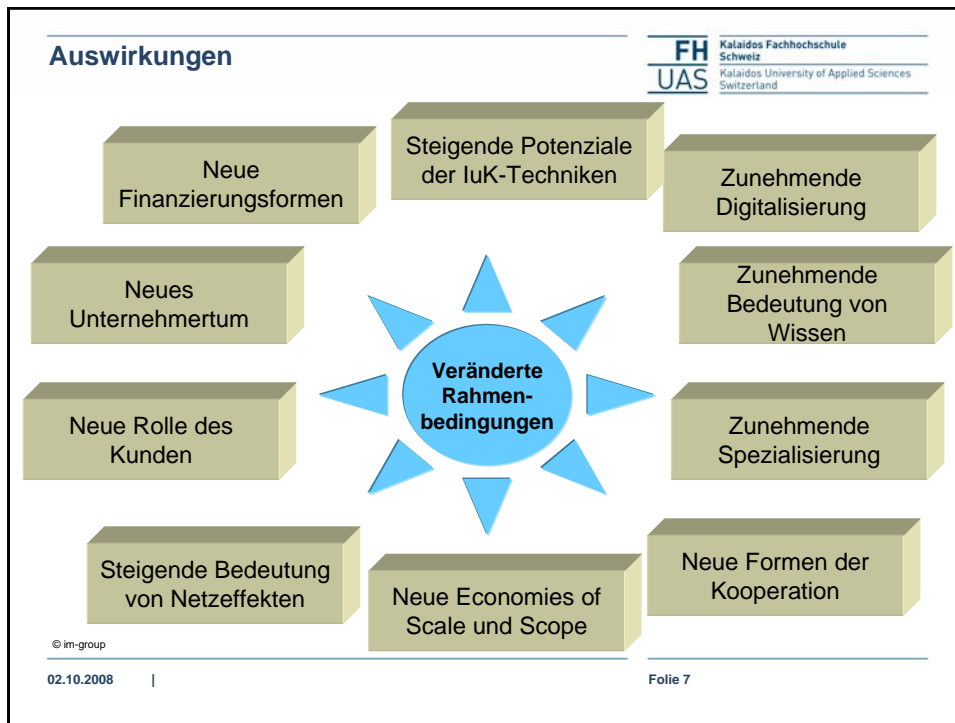 Auswirkungen
FH
UAS
Kalaidos Fachhochschule
Schweiz
Kalaidos University of Applied Sciences
Switzerland
Neue
Finanzierungsformen
Steigende Potenziale
der IuK-Techniken
Zunehmende
Digitalisierung
Neues
Unternehmertum
Zunehmende
Bedeutung von
Wissen
Veränderte
Rahmen-
bedingungen
Neue Rolle des
Kunden
Zunehmende
Spezialisierung
Steigende Bedeutung
von Netzeffekten
Neue Economies of
Scale und Scope
Neue Formen der
Kooperation
© im-group
02.10.2008 |
Folie 7